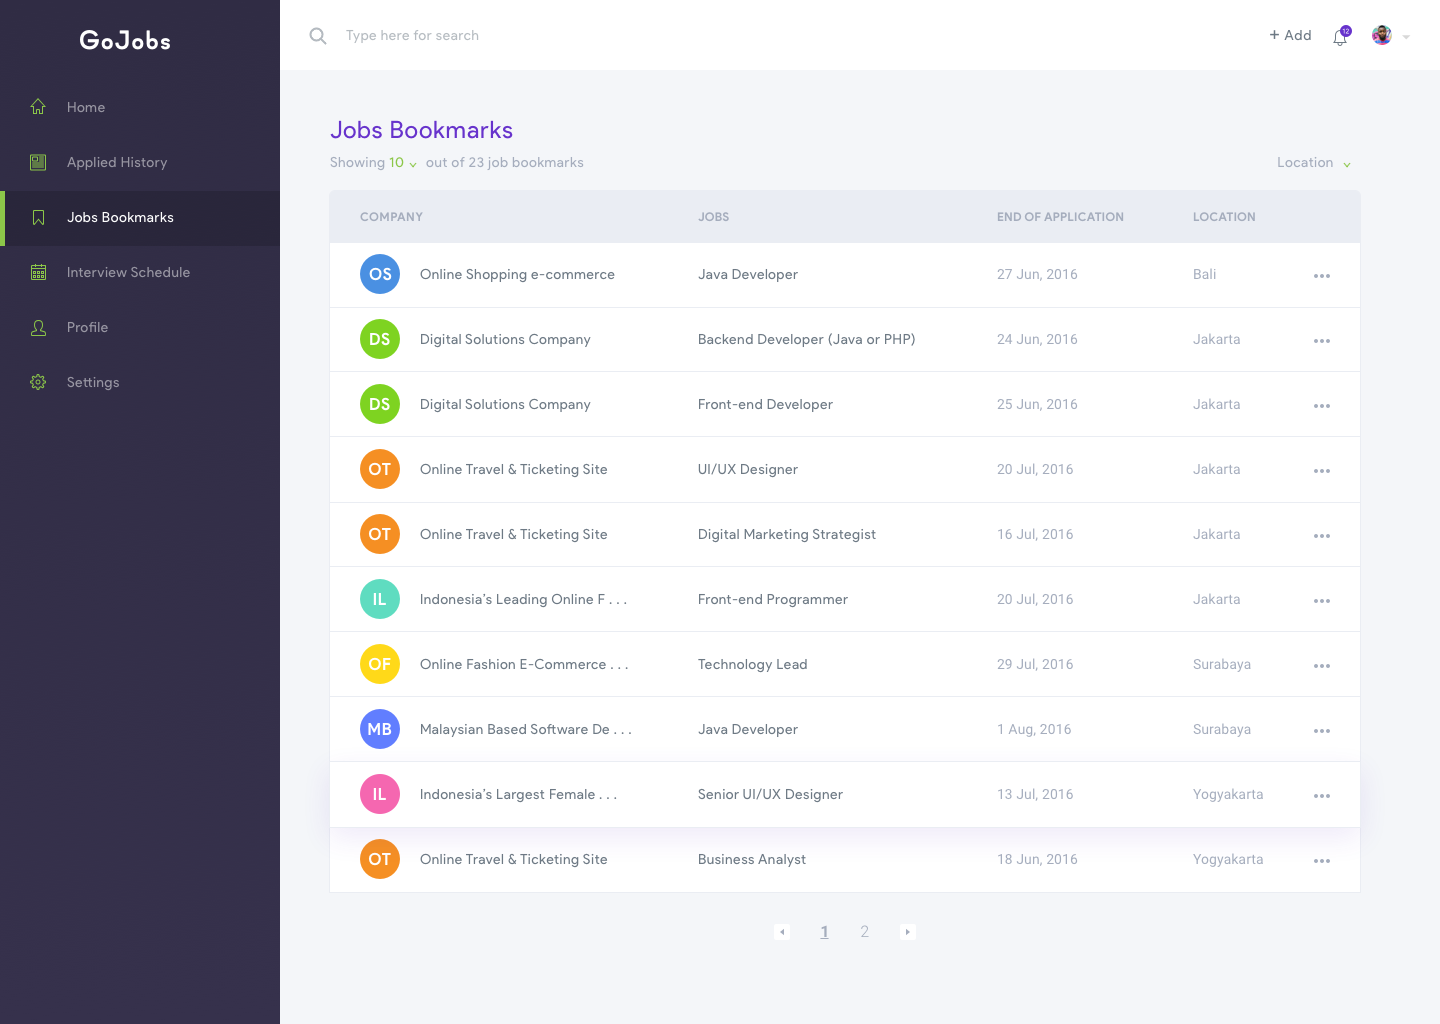 GoJobs
Type here for search
+ Add
12
Home
Applied History
Jobs Bookmarks
Interview Schedule
Profile
Settings
Jobs Bookmarks
Showing 10 out of 23 job bookmarks
Location
COMPANY JOBS END OF APPLICATION LOCATION
OS Online Shopping e-commerce Java Developer 27 Jun, 2016 Bali
DS Digital Solutions Company Backend Developer (Java or PHP) 24 Jun, 2016 Jakarta
DS Digital Solutions Company Front-end Developer 25 Jun, 2016 Jakarta
OT Online Travel & Ticketing Site UI/UX Designer 20 Jul, 2016 Jakarta
OT Online Travel & Ticketing Site Digital Marketing Strategist 16 Jul, 2016 Jakarta
IL Indonesia's Leading Online F . . . Front-end Programmer 20 Jul, 2016 Jakarta
OF Online Fashion E-Commerce . . . Technology Lead 29 Jul, 2016 Surabaya
MB Malaysian Based Software De . . . Java Developer 1 Aug, 2016 Surabaya
IL Indonesia's Largest Female . . . Senior UI/UX Designer 13 Jul, 2016 Yogyakarta
OT Online Travel & Ticketing Site Business Analyst 18 Jun, 2016 Yogyakarta
1 2